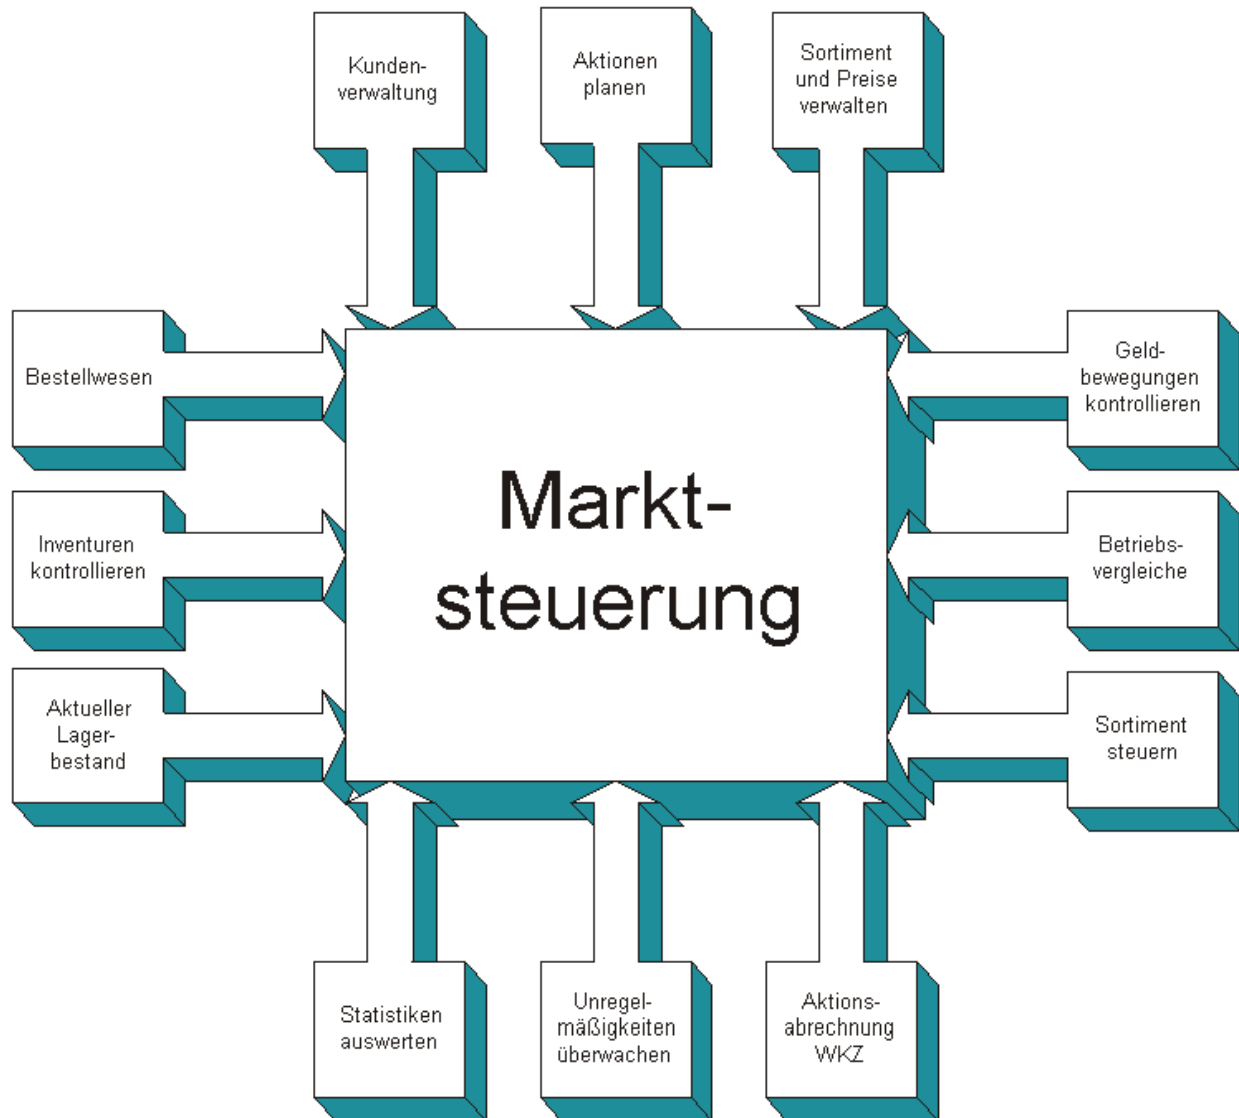 Kunden-
verwaltung
Aktionen
planen
Sortiment
und Preise
verwalten
Bestellwesen
Inventuren
kontrollieren
Aktueller
Lager-
bestand
Markt-
steuerung
Geld-
bewegungen
kontrollieren
Betriebs-
vergleiche
Sortiment
steuern
Statistiken
auswerten
Unregel-
mäßigkeiten
überwachen
Aktions-
abrechnung
WKZ